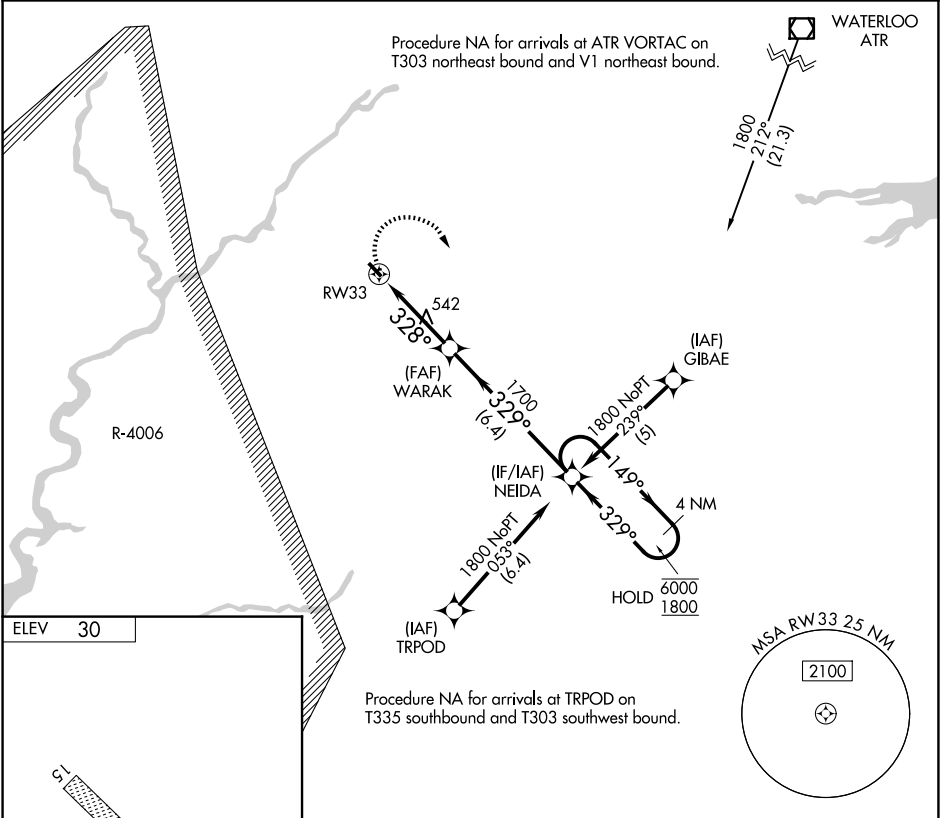 Procedure NA for arrivals at ATR VORTAC on
T303 northeast bound and V1 northeast bound.
WATERLOO
ATR
1800
212°
(21.3)
RW33
542
328°
(FAF)
WARAK
1700
329°
(6.4)
(IAF)
GIBAE
1800 NoPT
239°
(5)
R-4006
(IF/IAF)
NEIDA
149°
4 NM
329°
1800 NoPT
053°
(6.4)
HOLD
6000
1800
(IAF)
TRPOD
ELEV 30
MSA RW33 25 NM
2100
Procedure NA for arrivals at TRPOD on
T335 southbound and T303 southwest bound.
15